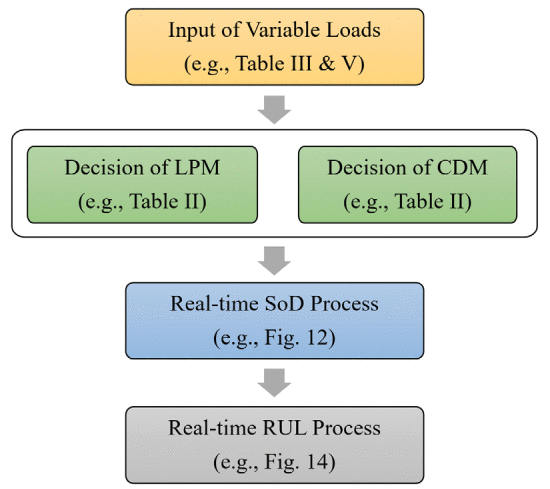 Input of Variable Loads
(e.g., Table III & V)
Decision of LPM
(e.g., Table II)
Decision of CDM
(e.g., Table II)
Real-time SoD Process
(e.g., Fig. 12)
Real-time RUL Process
(e.g., Fig. 14)